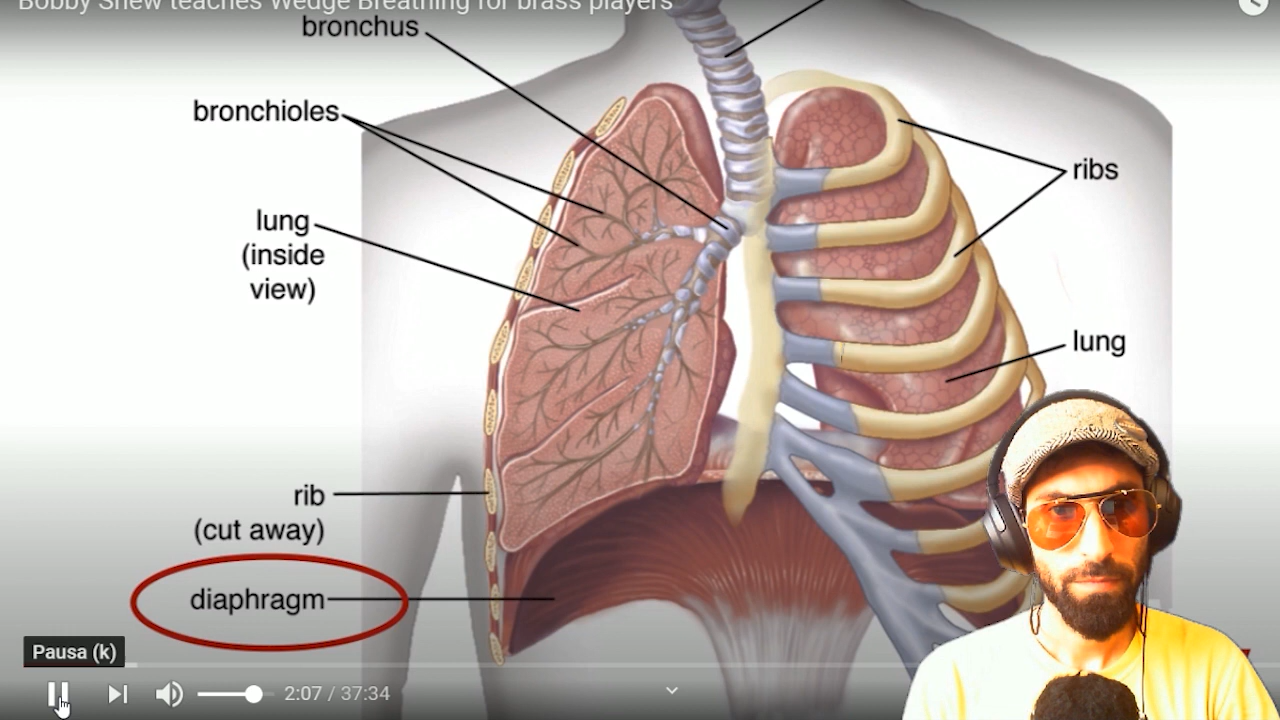 Bobby Shew teaches Wedge Breathing for brass players
bronchus
bronchioles
ribs
lung
(inside
view)
lung
rib
(cut away)
diaphragm
Pausa (k)
2:07 / 37:34